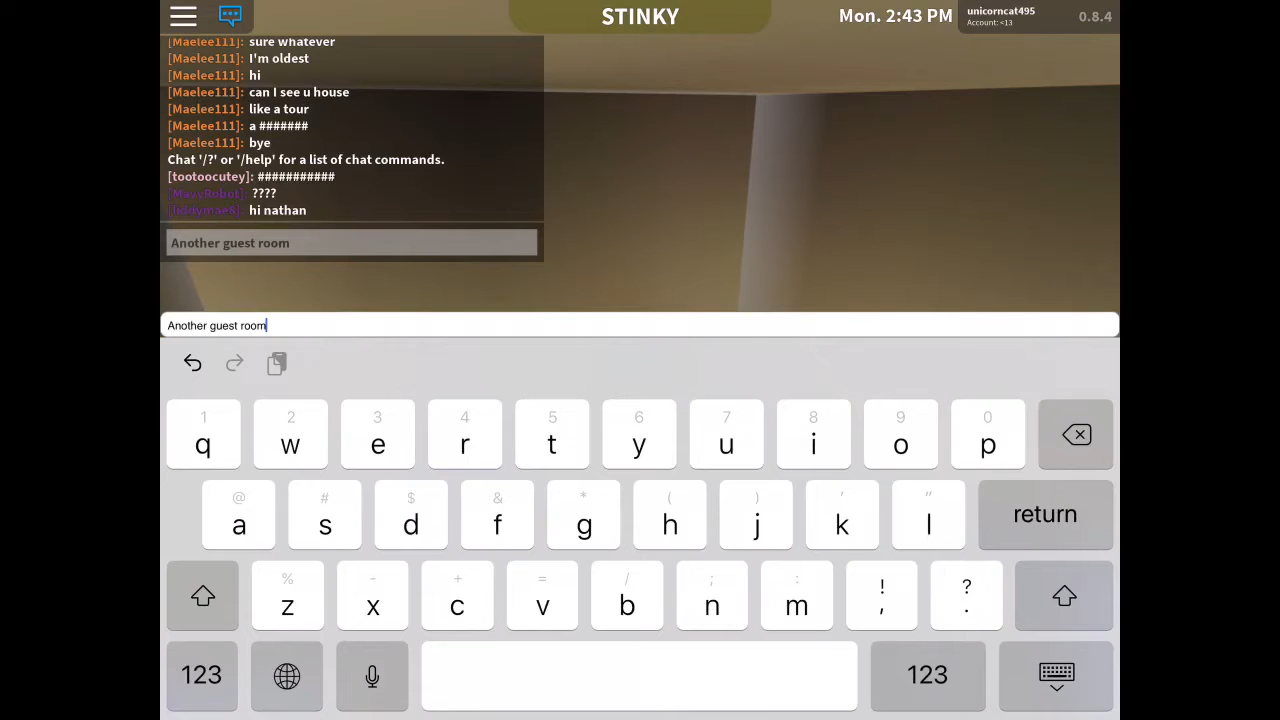 STINKY
Mon. 2:43 PM
unicorncat495
Account: <13
0.8.4
[Maelee111]: sure whatever
[Maelee111]: I'm oldest
[Maelee111]: hi
[Maelee111]: can I see u house
[Maelee111]: like a tour
[Maelee111]: a #######
[Maelee111]: bye
Chat '/?' or '/help' for a list of chat commands.
[tootoocutey]: ###########
[MavyRobot]: ????
hi nathan
Another guest room
Another guest room
1 2 3 4 5 6 7 8 9 0
q w e r t y u i o p
@ # $ & * ( ) ' "
a s d f g h j k l return
% - + = / ; : ! ?
z x c v b n m , .
123 123